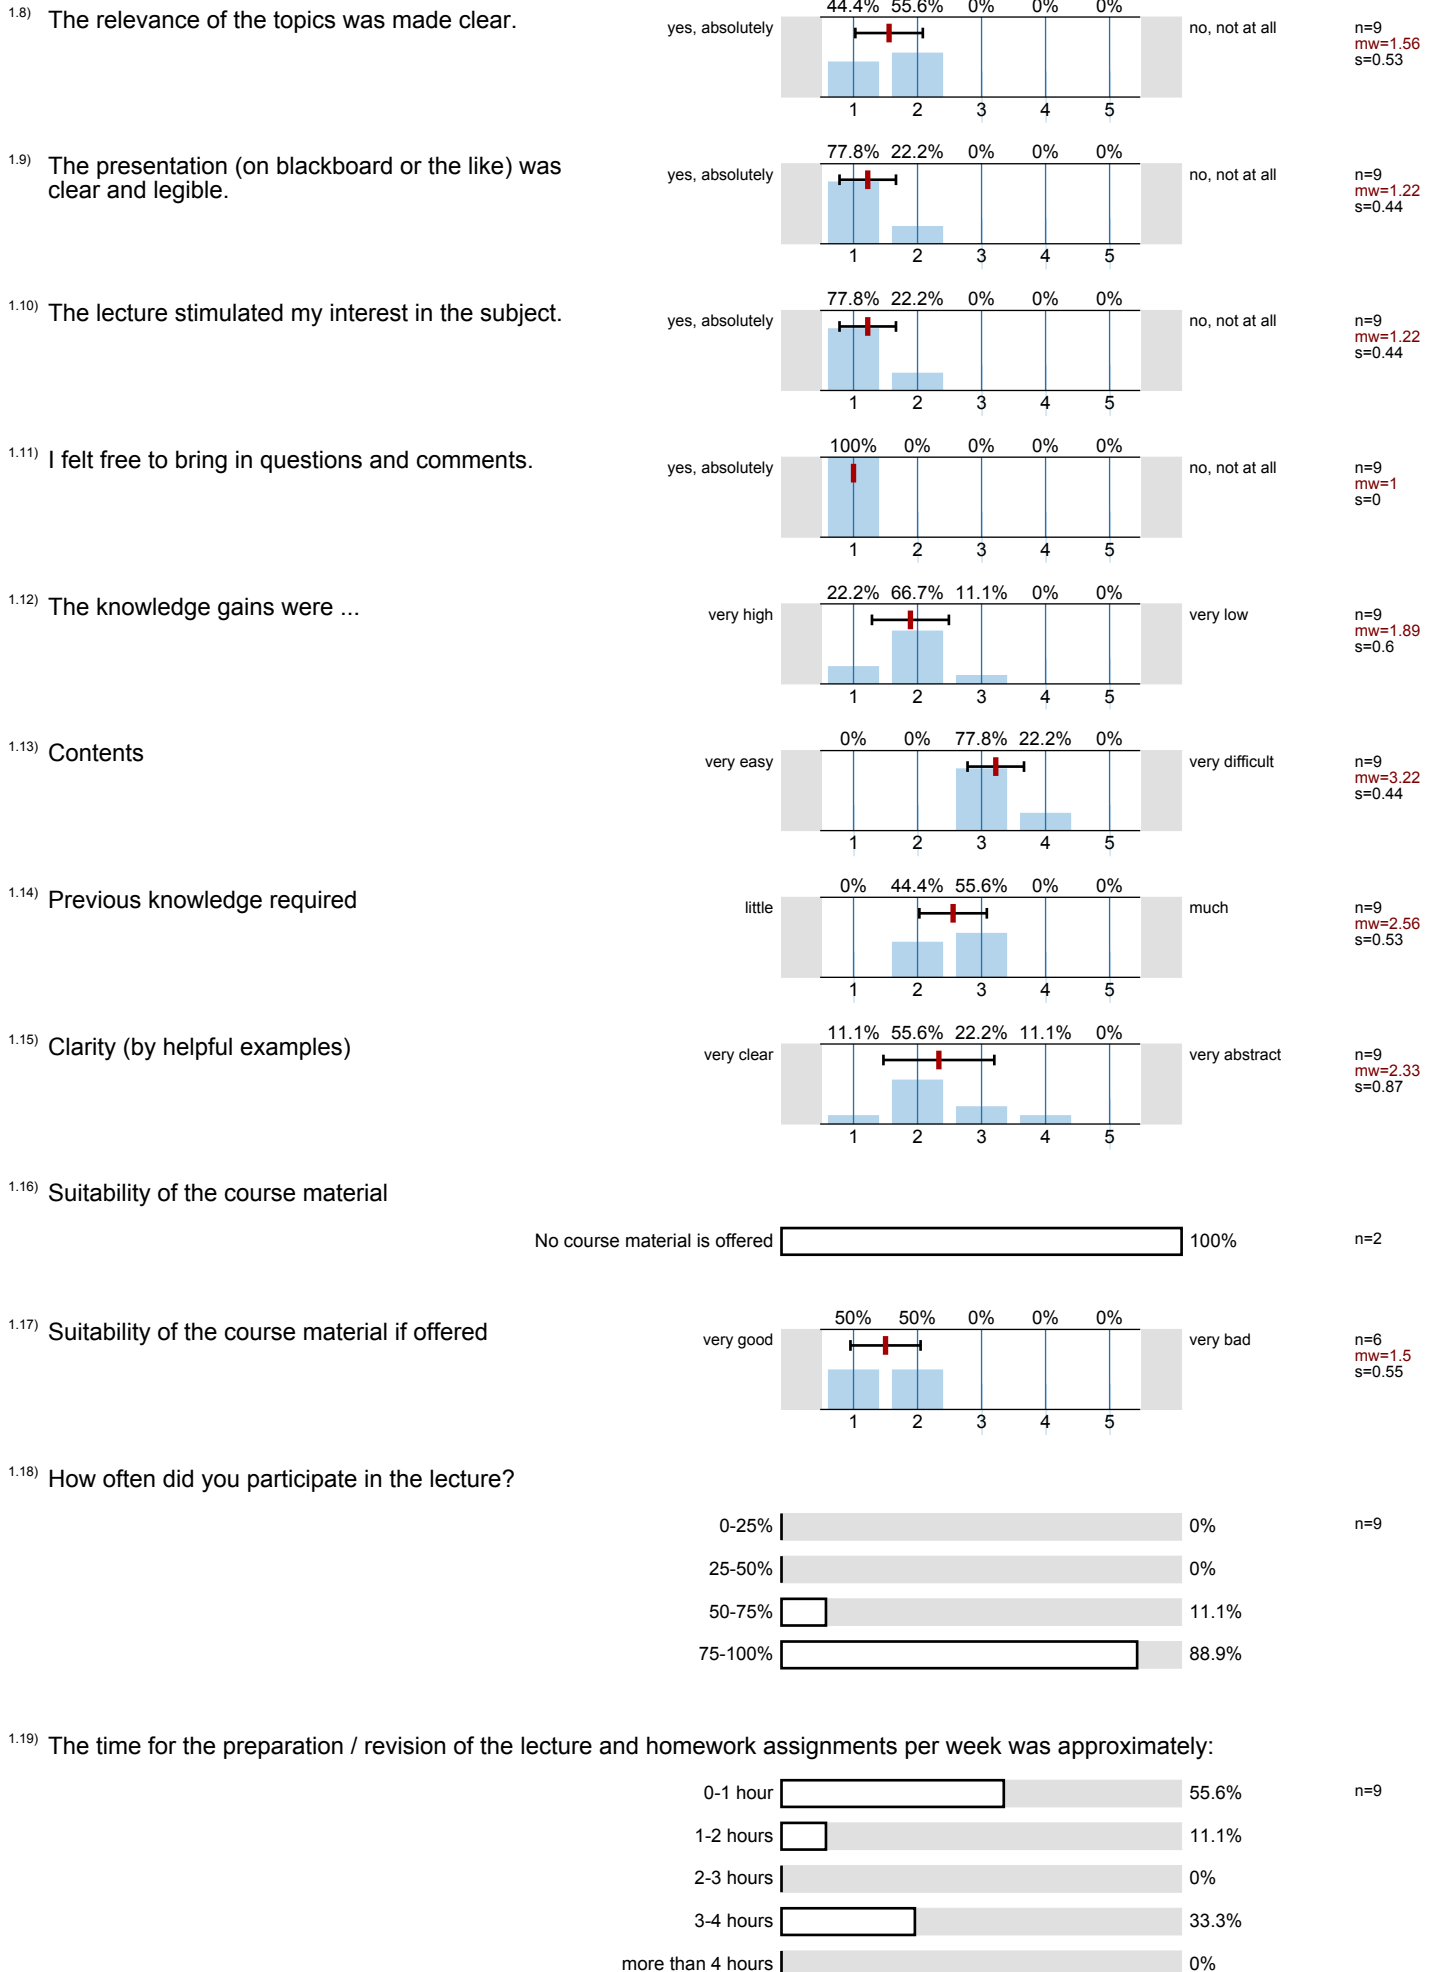 1.8) The relevance of the topics was made clear.
44.4% 55.6% 0% 0% 0%
yes, absolutely
no, not at all
n=9
mw=1.56
s=0.53
1 2 3 4 5
1.9) The presentation (on blackboard or the like) was
clear and legible.
77.8% 22.2% 0% 0% 0%
yes, absolutely
no, not at all
n=9
mw=1.22
s=0.44
1 2 3 4 5
1.10) The lecture stimulated my interest in the subject.
77.8% 22.2% 0% 0% 0%
yes, absolutely
no, not at all
n=9
mw=1.22
s=0.44
1 2 3 4 5
1.11) I felt free to bring in questions and comments.
100% 0% 0% 0% 0%
yes, absolutely
no, not at all
n=9
mw=1
s=0
1 2 3 4 5
1.12) The knowledge gains were ...
22.2% 66.7% 11.1% 0% 0%
very high
very low
n=9
mw=1.89
s=0.6
1 2 3 4 5
1.13) Contents
0% 0% 77.8% 22.2% 0%
very easy
very difficult
n=9
mw=3.22
s=0.44
1 2 3 4 5
1.14) Previous knowledge required
0% 44.4% 55.6% 0% 0%
little
much
n=9
mw=2.56
s=0.53
1 2 3 4 5
1.15) Clarity (by helpful examples)
11.1% 55.6% 22.2% 11.1% 0%
very clear
very abstract
n=9
mw=2.33
s=0.87
1 2 3 4 5
1.16) Suitability of the course material
No course material is offered 100% n=2
1.17) Suitability of the course material if offered
50% 50% 0% 0% 0%
very good
very bad
n=6
mw=1.5
s=0.55
1 2 3 4 5
1.18) How often did you participate in the lecture?
0-25% 0% n=9
25-50% 0%
50-75% 11.1%
75-100% 88.9%
1.19) The time for the preparation / revision of the lecture and homework assignments per week was approximately:
0-1 hour 55.6% n=9
1-2 hours 11.1%
2-3 hours 0%
3-4 hours 33.3%
more than 4 hours 0%